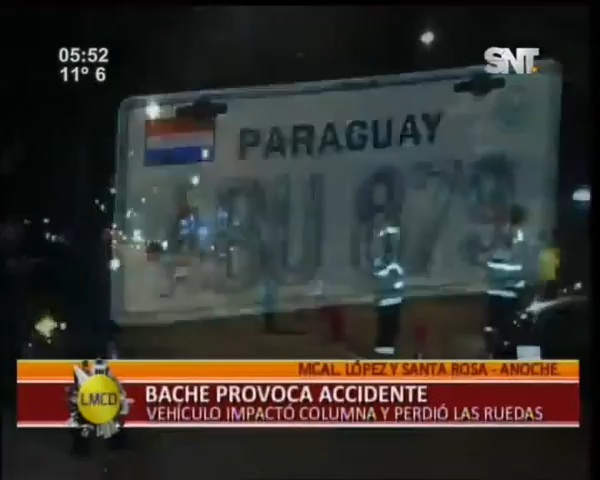 05:52
11° 6
SNT.
PARAGUAY
MCAL. LÓPEZ Y SANTA ROSA - ANOCHE.
BACHE PROVOCA ACCIDENTE
VEHÍCULO IMPACTÓ COLUMNA Y PERDIÓ LAS RUEDAS
LMCD